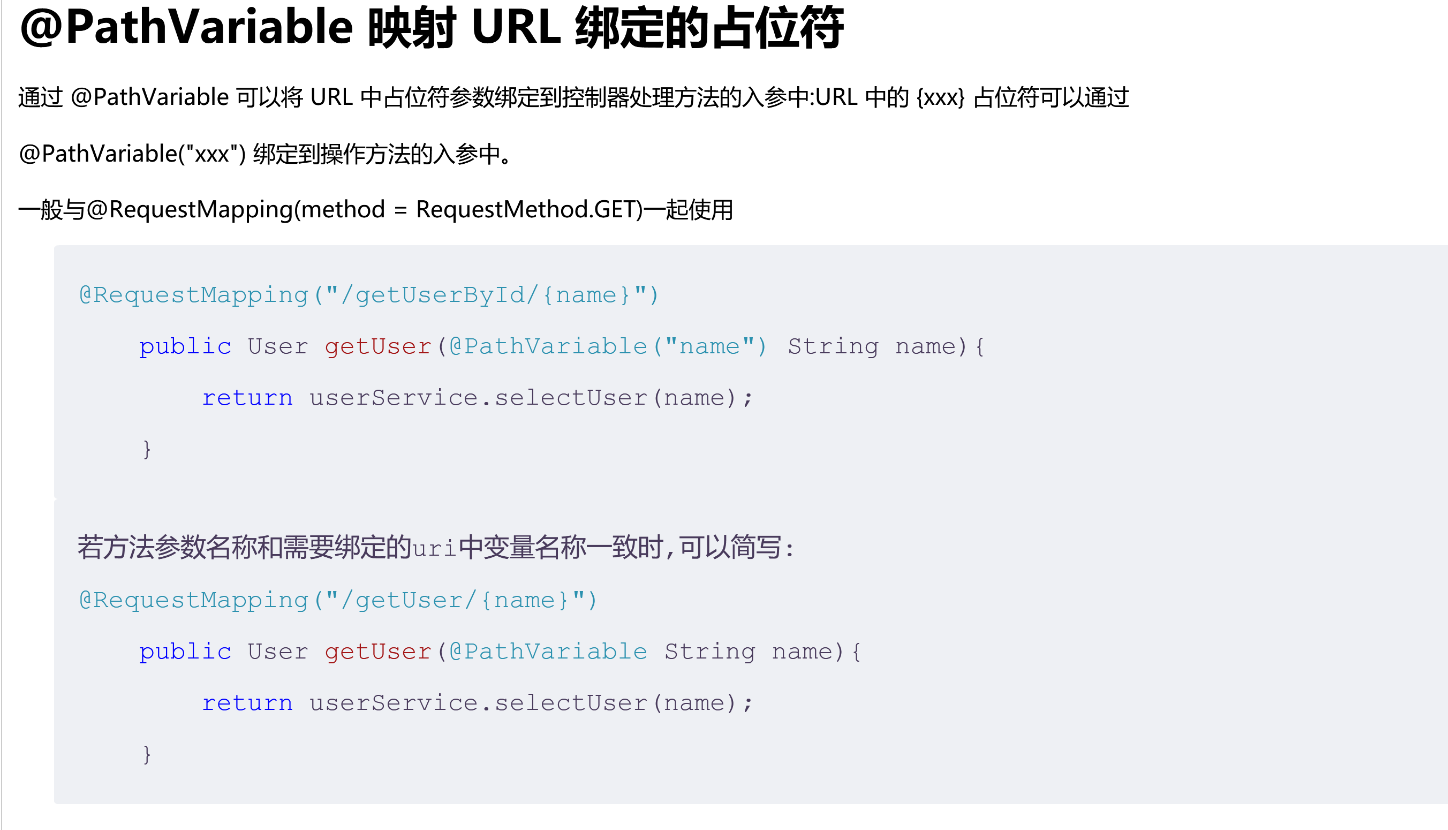 @PathVariable 映射 URL 绑定的占位符
通过 @PathVariable 可以将 URL 中占位符参数绑定到控制器处理方法的入参中:URL 中的 {xxx} 占位符可以通过
@PathVariable("xxx") 绑定到操作方法的入参中。
一般与@RequestMapping(method = RequestMethod.GET)一起使用
@RequestMapping("/getUserById/{name}")
    public User getUser(@PathVariable("name") String name){
        return userService.selectUser(name);
    }
若方法参数名称和需要绑定的uri中变量名称一致时,可以简写:
@RequestMapping("/getUser/{name}")
    public User getUser(@PathVariable String name){
        return userService.selectUser(name);
    }